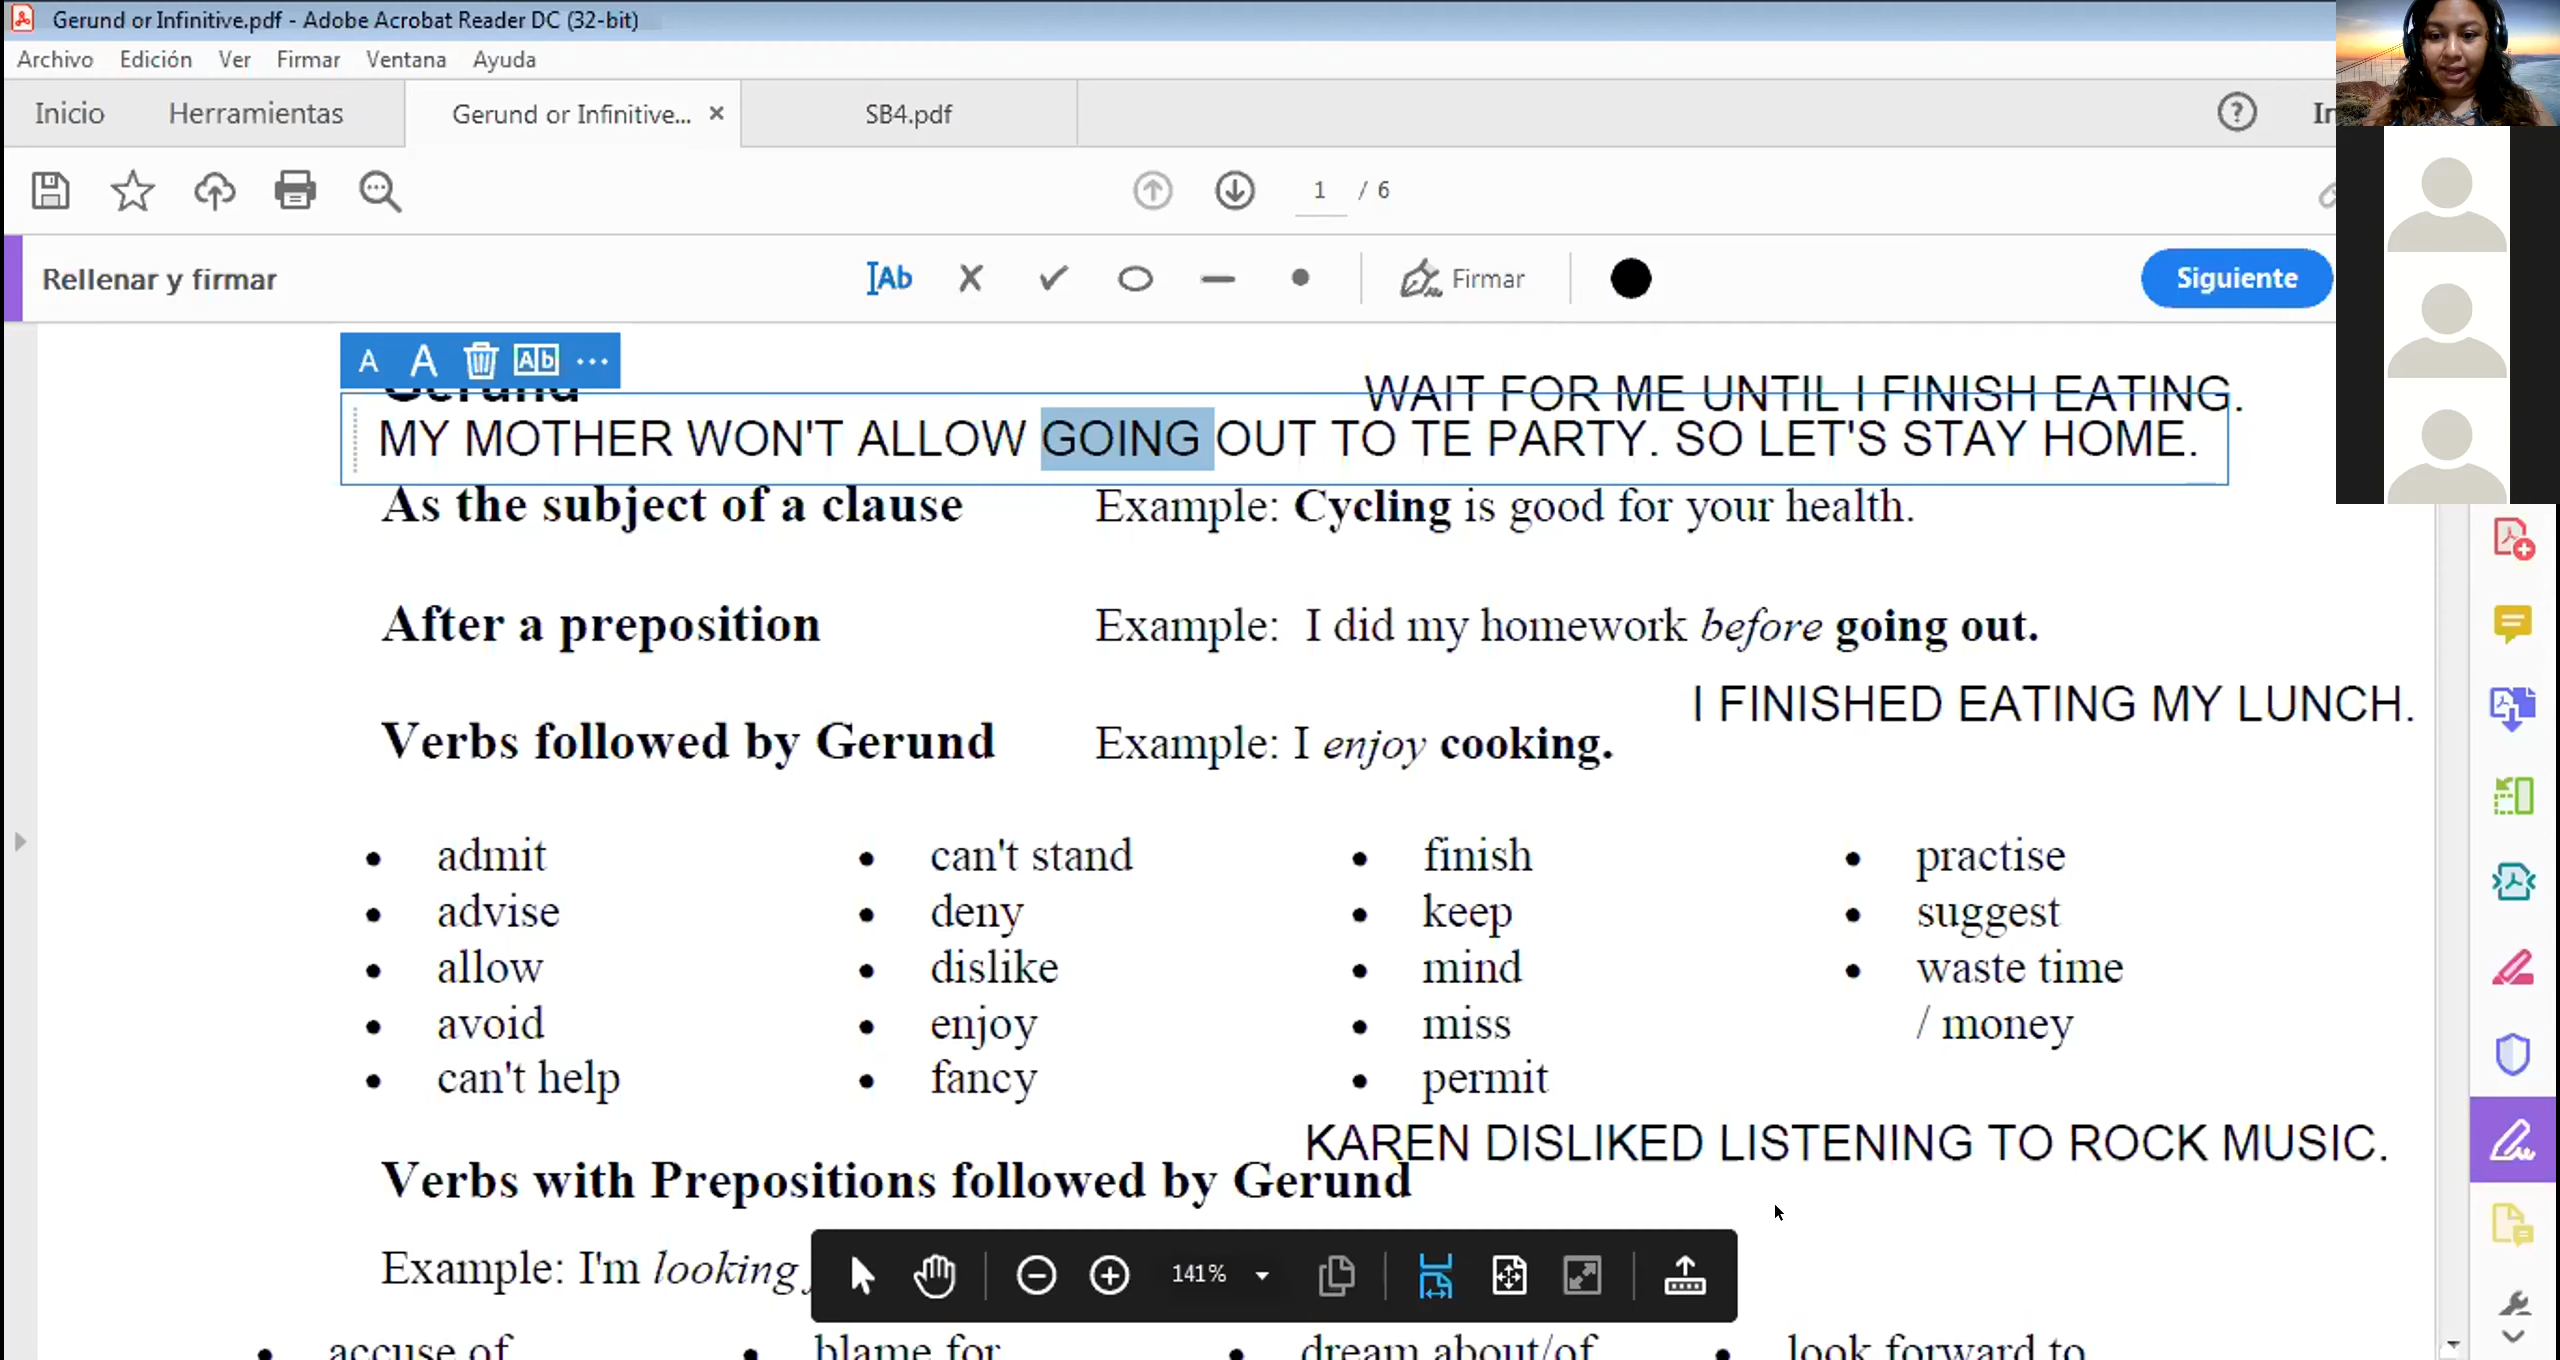 Gerund or Infinitive.pdf - Adobe Acrobat Reader DC (32-bit)
Archivo Edición Ver Firmar Ventana Ayuda
Inicio Herramientas Gerund or Infinitive... × SB4.pdf
1 / 6
Rellenar y firmar Ab Firmar Siguiente
A A Ab ...
Gerund WAIT FOR ME UNTIL I FINISH EATING.
MY MOTHER WON'T ALLOW GOING OUT TO TE PARTY. SO LET'S STAY HOME.
As the subject of a clause Example: Cycling is good for your health.
After a preposition Example: I did my homework before going out.
I FINISHED EATING MY LUNCH.
Verbs followed by Gerund Example: I enjoy cooking.
• admit • can't stand • finish • practise
• advise • deny • keep • suggest
• allow • dislike • mind • waste time
• avoid • enjoy • miss / money
• can't help • fancy • permit
KAREN DISLIKED LISTENING TO ROCK MUSIC.
Verbs with Prepositions followed by Gerund
Example: I'm looking
141%
• accuse of • blame for • dream about/of • look forward to